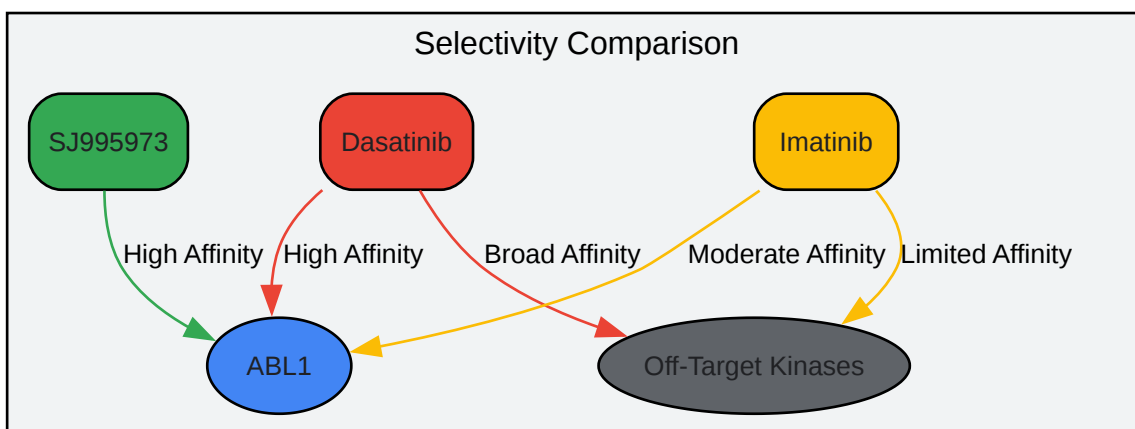 Selectivity Comparison
SJ995973
Dasatinib
Imatinib
High Affinity
High Affinity
Broad Affinity
Moderate Affinity
Limited Affinity
ABL1
Off-Target Kinases